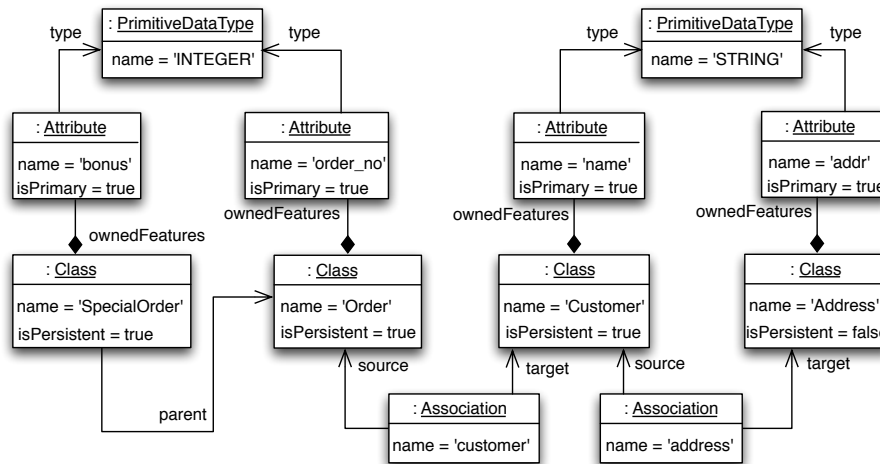 : PrimitiveDataType
name = 'INTEGER'
type
type
: PrimitiveDataType
name = 'STRING'
type
type
: Attribute
name = 'bonus'
isPrimary = true
: Attribute
name = 'order_no'
isPrimary = true
: Attribute
name = 'name'
isPrimary = true
: Attribute
name = 'addr'
isPrimary = true
ownedFeatures
ownedFeatures
ownedFeatures
ownedFeatures
: Class
name = 'SpecialOrder'
isPersistent = true
: Class
name = 'Order'
isPersistent = true
: Class
name = 'Customer'
isPersistent = true
: Class
name = 'Address'
isPersistent = false
source
target
source
target
parent
: Association
name = 'customer'
: Association
name = 'address'